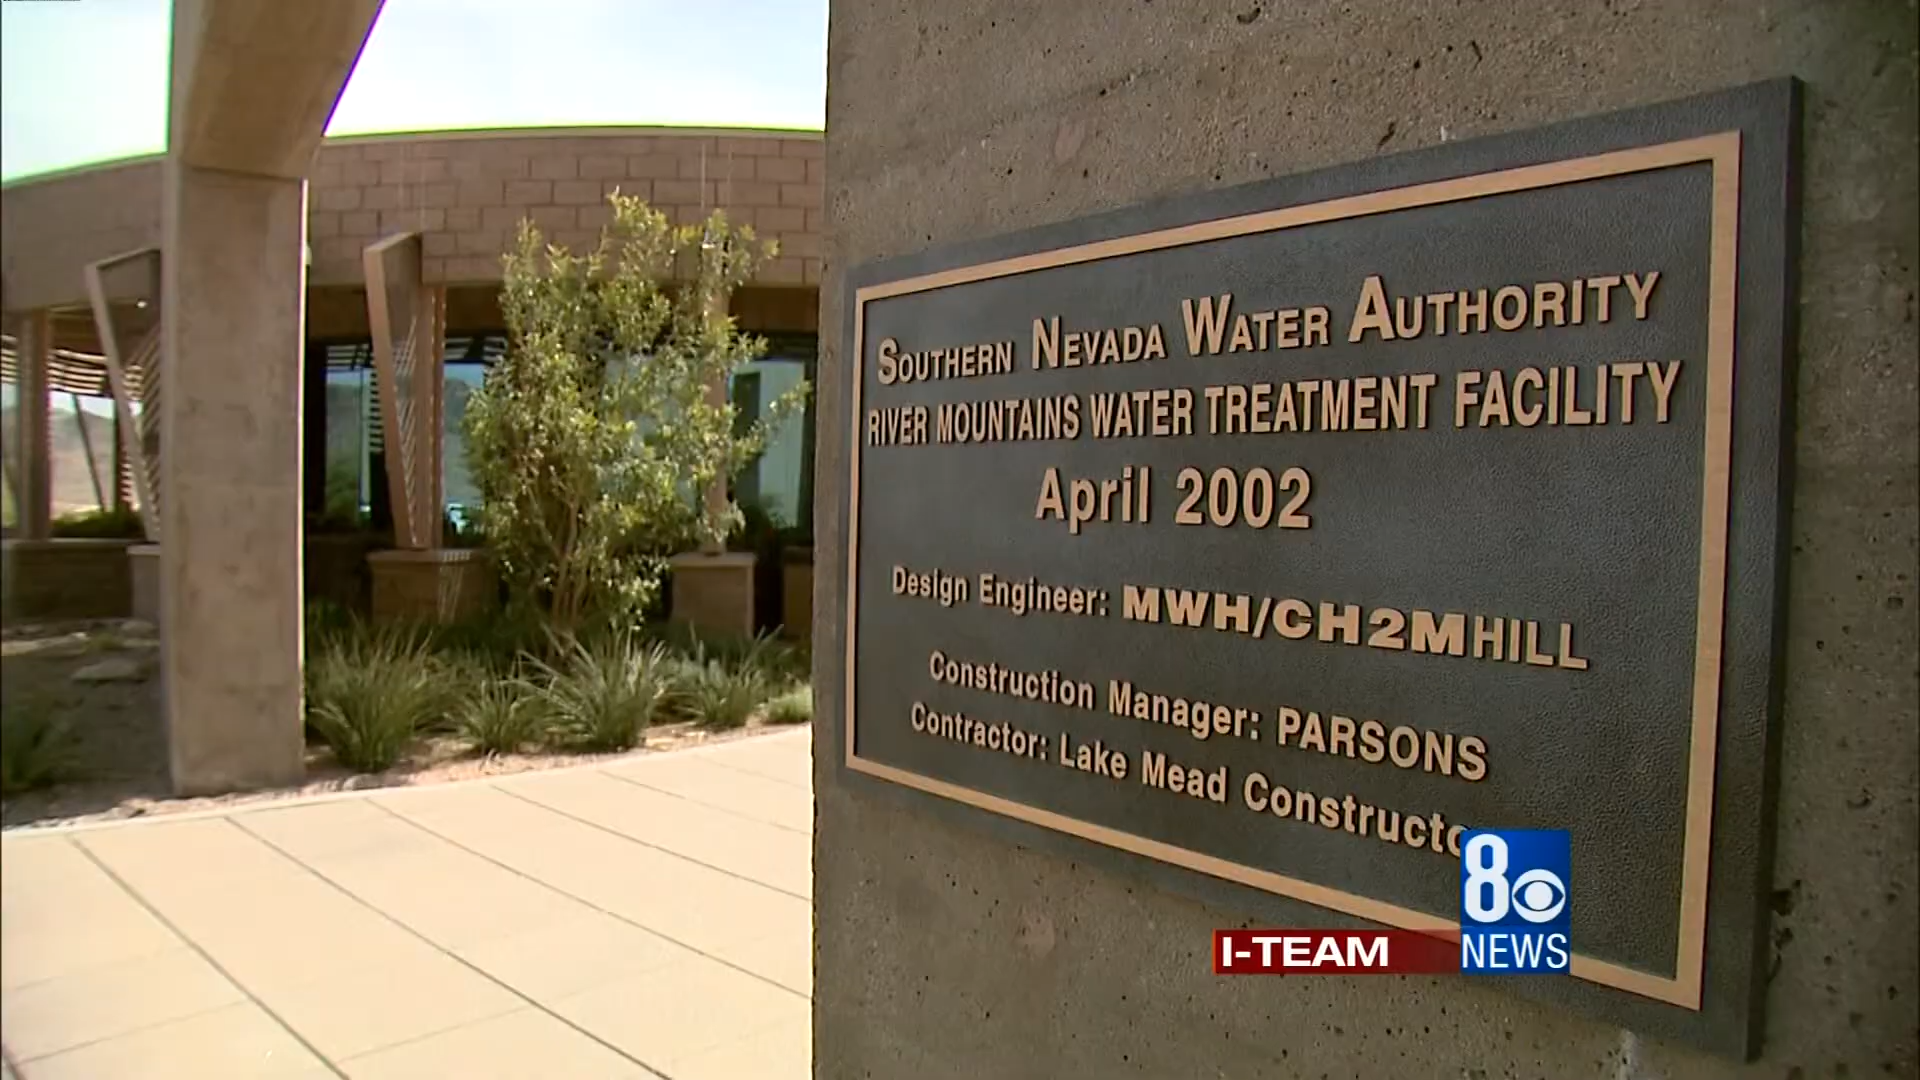 SOUTHERN NEVADA WATER AUTHORITY
RIVER MOUNTAINS WATER TREATMENT FACILITY
April 2002
Design Engineer: MWH/CH2MHILL
Construction Manager: PARSONS
Contractor: Lake Mead Constructo
8
I-TEAM
NEWS